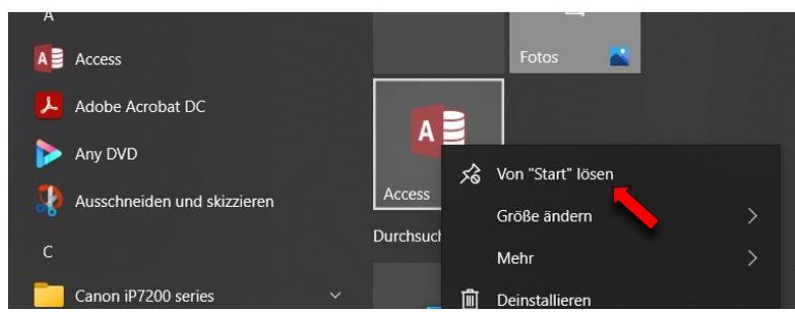 A
Access
Adobe Acrobat DC
Any DVD
Ausschneiden und skizzieren
C
Canon iP7200 series
Fotos
A
Access
Durchsuch
Von "Start" lösen
Größe ändern
Mehr
Deinstallieren